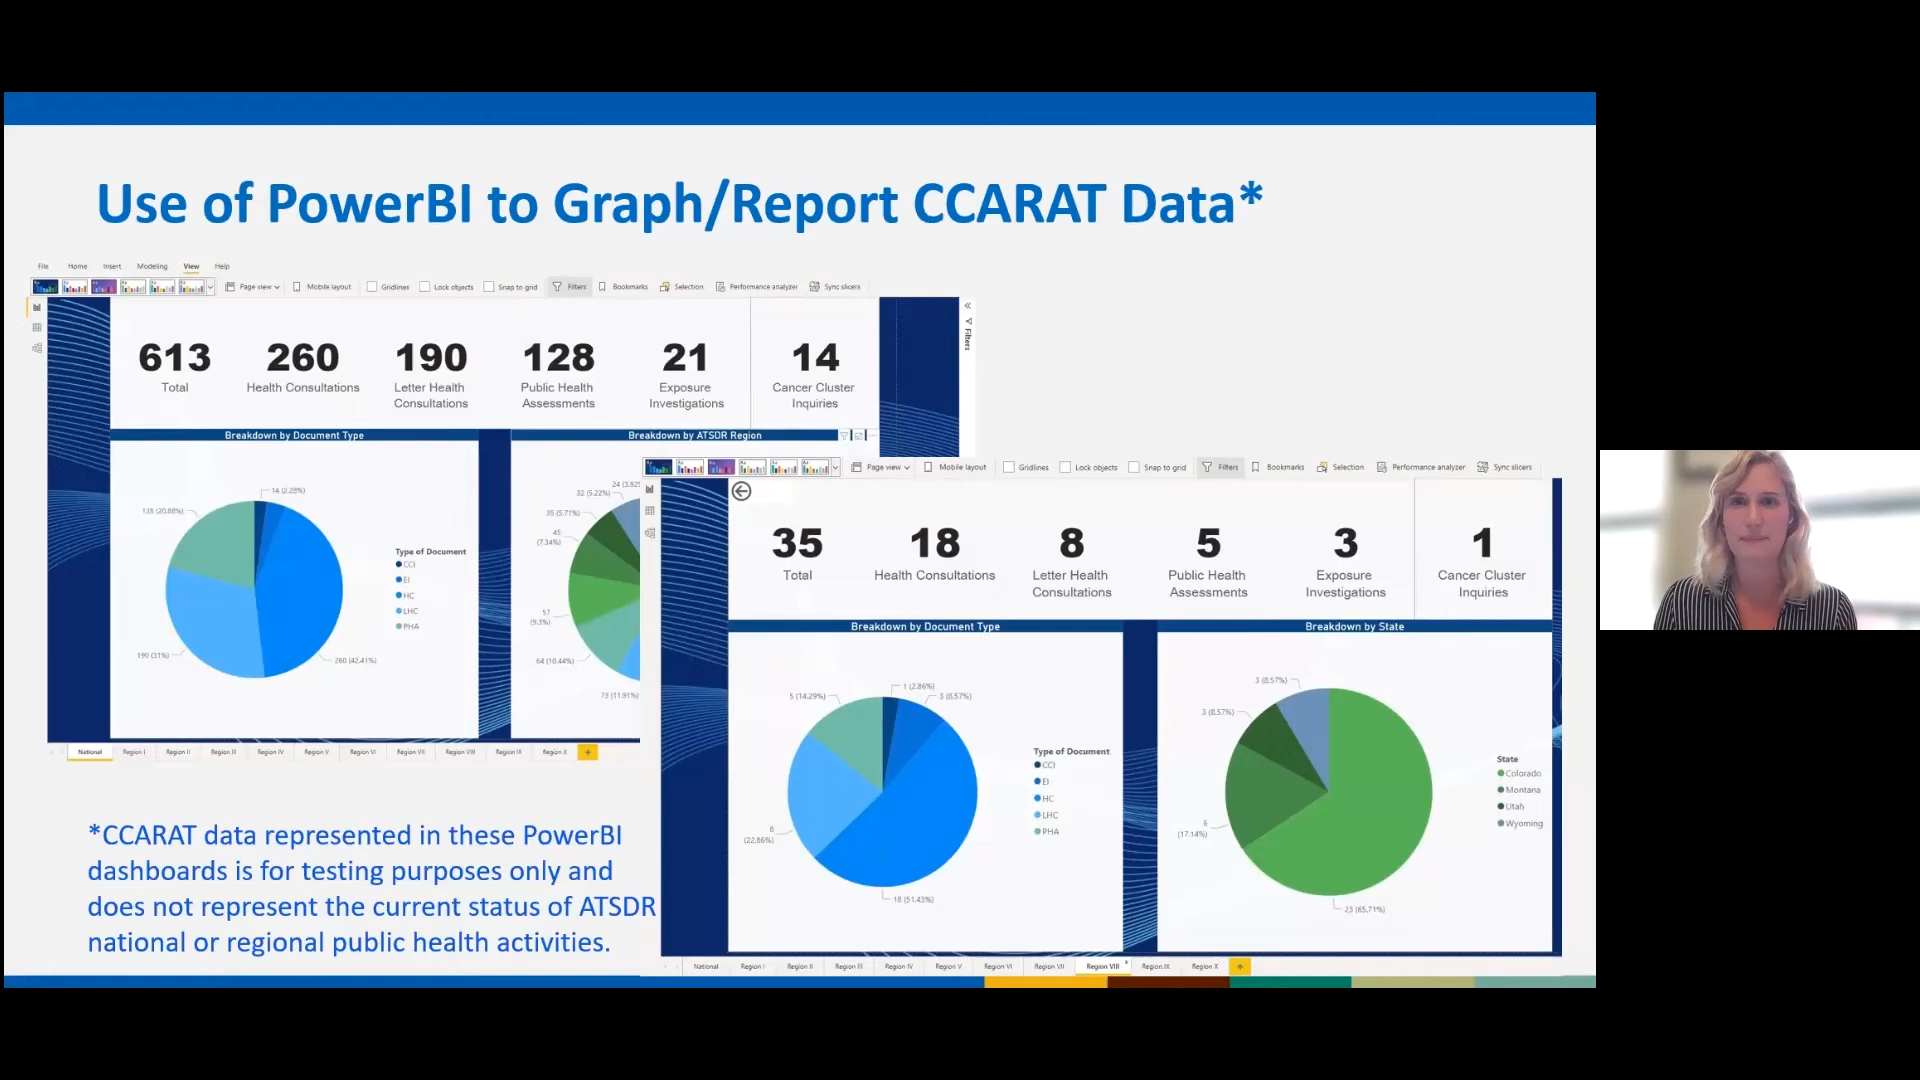 Use of PowerBI to Graph/Report CCARAT Data*
File Home Insert Modeling View Help
Page view Mobile layout Gridlines Lock objects Snap to grid Filters Bookmarks Selection Performance analyzer Sync slicers
Filters
613 260 190 128 21 14
Total Health Consultations Letter Health Consultations Public Health Assessments Exposure Investigations Cancer Cluster Inquiries
Breakdown by Document Type
Breakdown by ATSDR Region
14 (2.28%)
128 (20.88%)
190 (31%)
260 (42.41%)
Type of Document
CCI
EI
HC
LHC
PHA
32 (5.22%)
35 (5.71%)
45
(7.34%)
57
(9.3%)
64 (10.44%)
73 (11.91%)
National Region I Region II Region III Region IV Region V Region VI Region VII Region VIII Region IX Region X
Page view Mobile layout Gridlines Lock objects Snap to grid Filters Bookmarks Selection Performance analyzer Sync slicers
35 18 8 5 3 1
Total Health Consultations Letter Health Consultations Public Health Assessments Exposure Investigations Cancer Cluster Inquiries
Breakdown by Document Type
Breakdown by State
1 (2.86%)
5 (14.29%)
3 (8.57%)
8
(22.86%)
18 (51.43%)
Type of Document
CCI
EI
HC
LHC
PHA
3 (8.57%)
3 (8.57%)
6
(17.14%)
23 (65.71%)
State
Colorado
Montana
Utah
Wyoming
National Region I Region II Region III Region IV Region V Region VI Region VII Region VIII Region IX Region X
*CCARAT data represented in these PowerBI
dashboards is for testing purposes only and
does not represent the current status of ATSDR
national or regional public health activities.